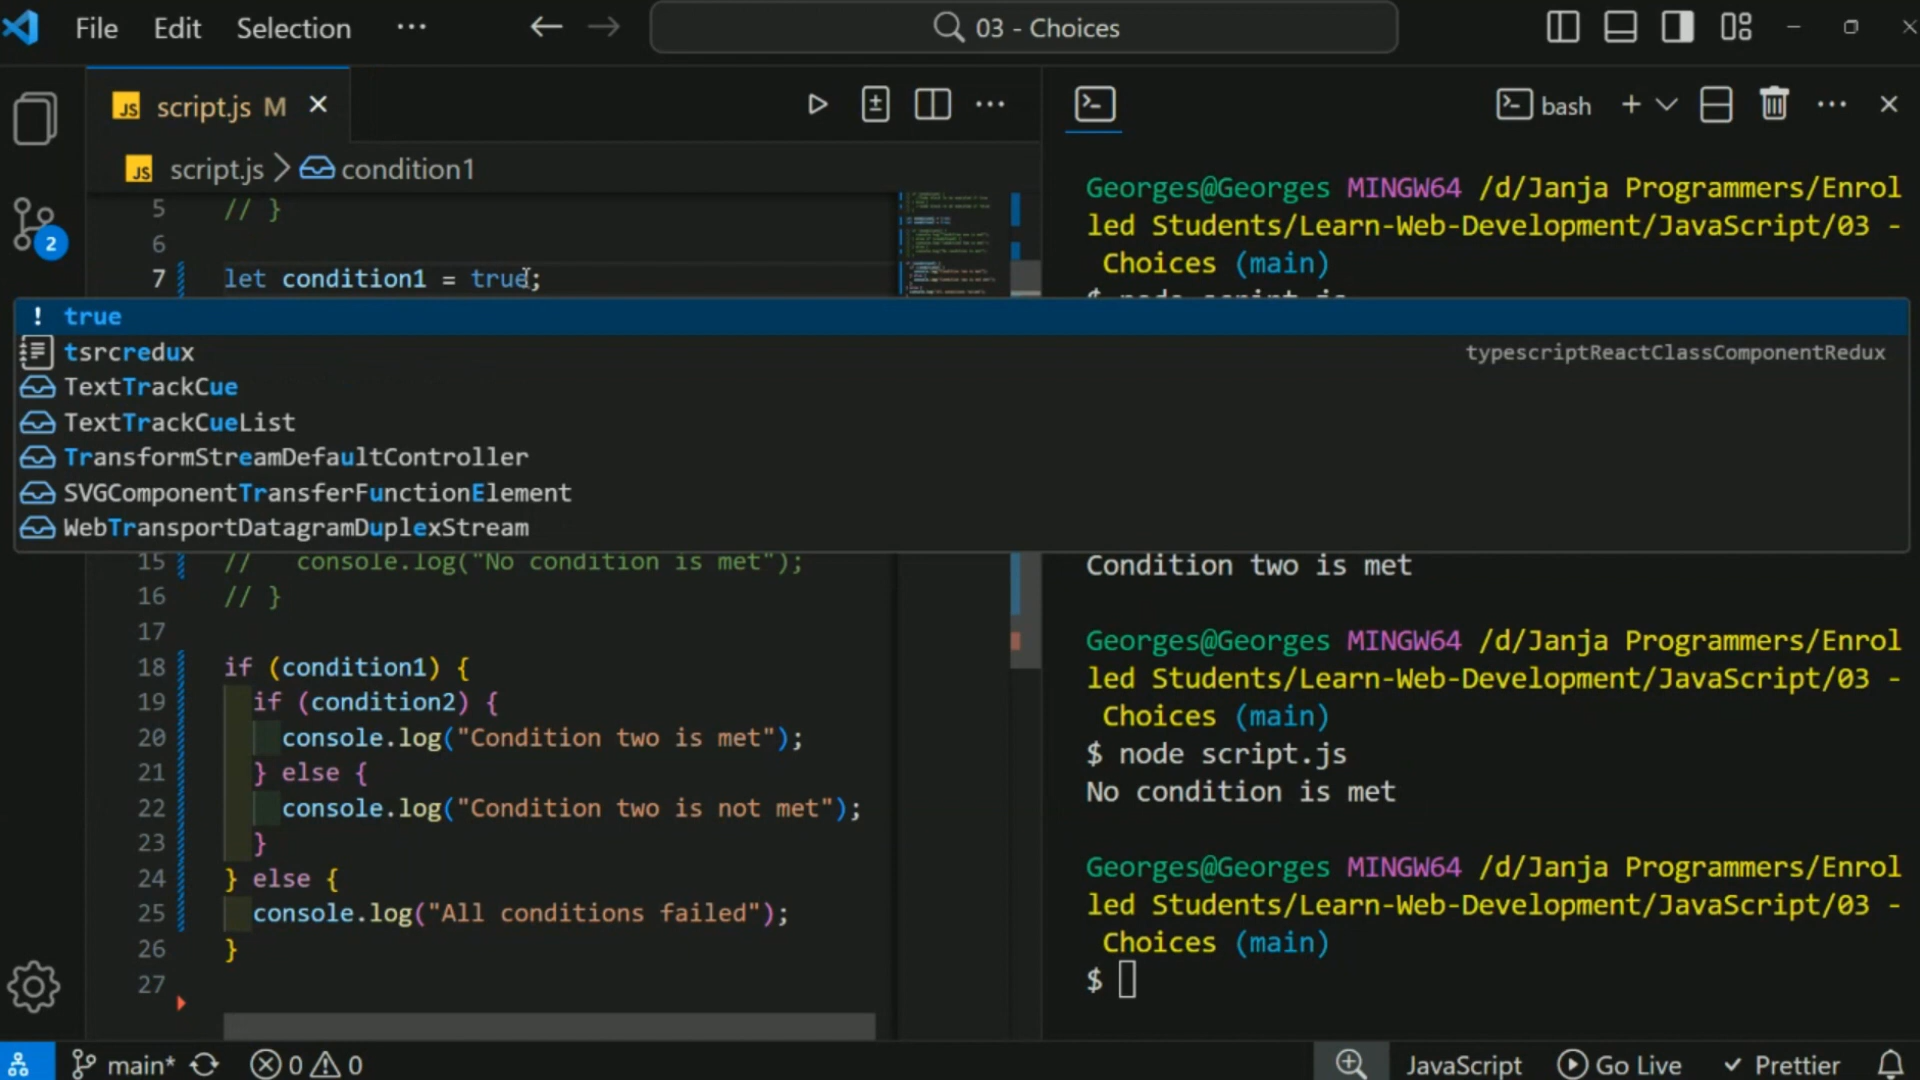 File Edit Selection ··· 03 - Choices
JS script.js M
bash
JS script.js > condition1
5 // }
6
7 let condition1 = true;
! true
tsrcredux typescriptReactClassComponentRedux
TextTrackCue
TextTrackCueList
TransformStreamDefaultController
SVGComponentTransferFunctionElement
WebTransportDatagramDuplexStream
15 // console.log("No condition is met");
16 // }
17
18 if (condition1) {
19 if (condition2) {
20 console.log("Condition two is met");
21 } else {
22 console.log("Condition two is not met");
23 }
24 } else {
25 console.log("All conditions failed");
26 }
27
Georges@Georges MINGW64 /d/Janja Programmers/Enrol
led Students/Learn-Web-Development/JavaScript/03 -
Choices (main)
$ node script.js
Condition two is met
Georges@Georges MINGW64 /d/Janja Programmers/Enrol
led Students/Learn-Web-Development/JavaScript/03 -
Choices (main)
$ node script.js
No condition is met
Georges@Georges MINGW64 /d/Janja Programmers/Enrol
led Students/Learn-Web-Development/JavaScript/03 -
Choices (main)
$
2
main* 0 0 JavaScript Go Live Prettier